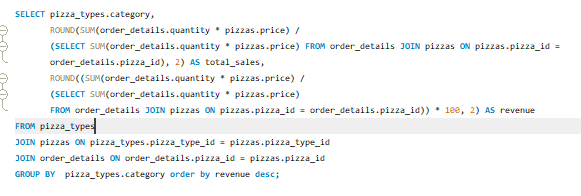 SELECT pizza_types.category,
ROUND(SUM(order_details.quantity * pizzas.price) /
(SELECT SUM(order_details.quantity * pizzas.price) FROM order_details JOIN pizzas ON pizzas.pizza_id =
order_details.pizza_id), 2) AS total_sales,
ROUND((SUM(order_details.quantity * pizzas.price) /
(SELECT SUM(order_details.quantity * pizzas.price)
FROM order_details JOIN pizzas ON pizzas.pizza_id = order_details.pizza_id)) * 100, 2) AS revenue
FROM pizza_types
JOIN pizzas ON pizza_types.pizza_type_id = pizzas.pizza_type_id
JOIN order_details ON order_details.pizza_id = pizzas.pizza_id
GROUP BY  pizza_types.category order by revenue desc;